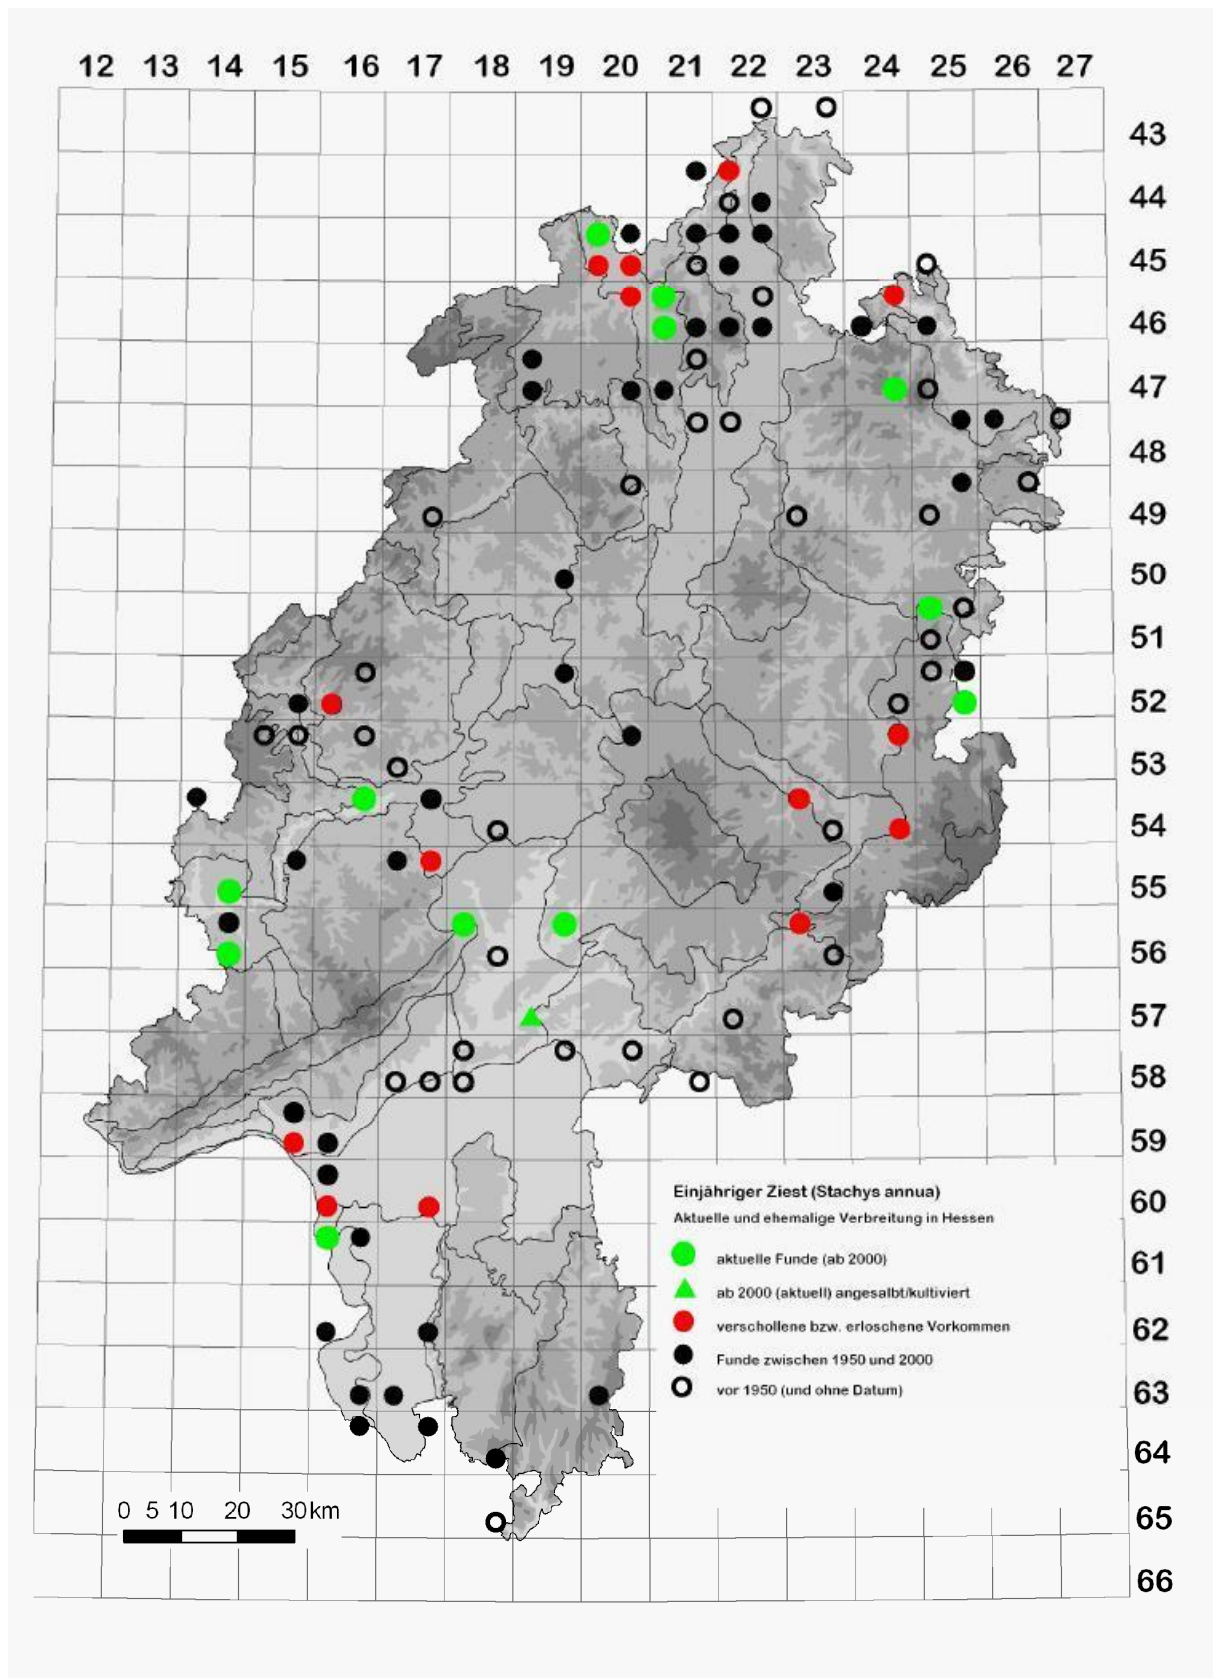 12 13 14 15 16 17 18 19 20 21 22 23 24 25 26 27
43
44
45
46
47
48
49
50
51
52
53
54
55
56
57
58
59
60
61
62
63
64
65
66
Einjähriger Ziest (Stachys annua)
Aktuelle und ehemalige Verbreitung in Hessen
aktuelle Funde (ab 2000)
ab 2000 (aktuell) angesalbt/kultiviert
verschollene bzw. erloschene Vorkommen
Funde zwischen 1950 und 2000
vor 1950 (und ohne Datum)
0 5 10 20 30 km